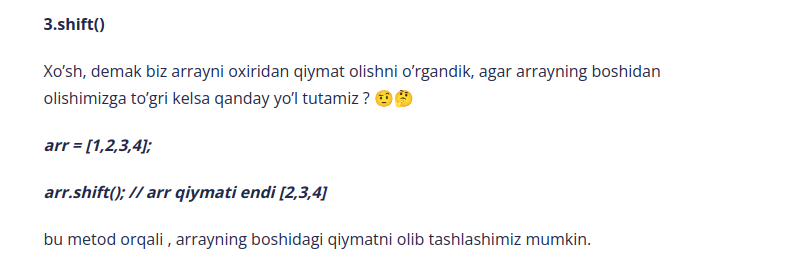 3.shift()
Xo’sh, demak biz arrayni oxiridan qiymat olishni o’rgandik, agar arrayning boshidan
olishimizga to’gri kelsa qanday yo’l tutamiz ? 🤨🤔
arr = [1,2,3,4];
arr.shift(); // arr qiymati endi [2,3,4]
bu metod orqali , arrayning boshidagi qiymatni olib tashlashimiz mumkin.